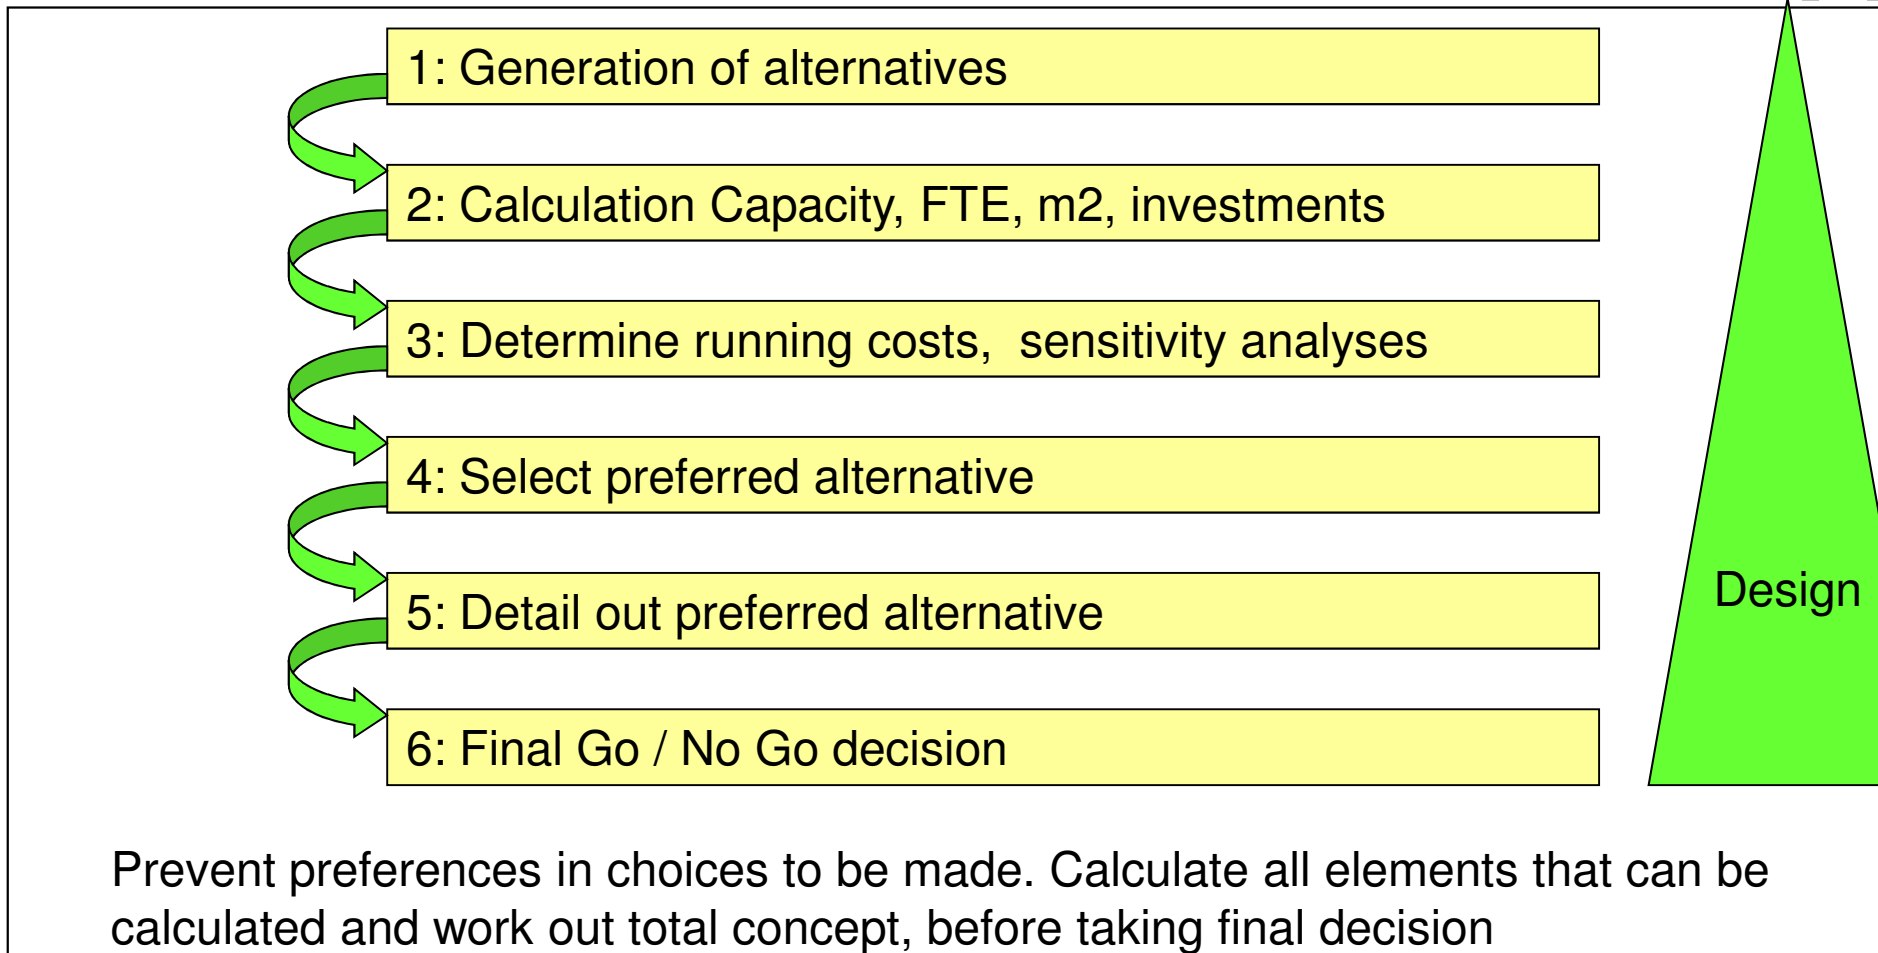 1: Generation of alternatives
2: Calculation Capacity, FTE, m2, investments
3: Determine running costs,  sensitivity analyses
4: Select preferred alternative
5: Detail out preferred alternative
Design
6: Final Go / No Go decision
Prevent preferences in choices to be made. Calculate all elements that can be
calculated and work out total concept, before taking final decision